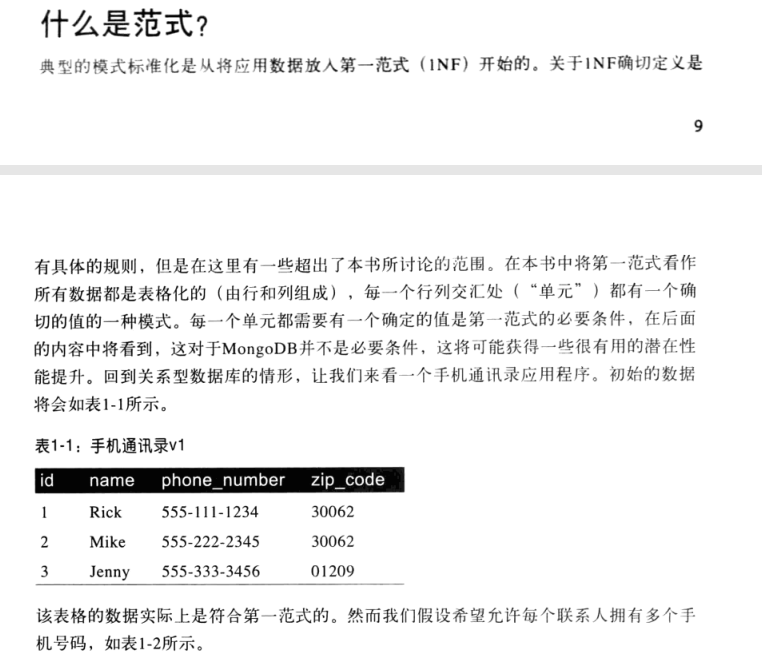 什么是范式?
典型的模式标准化是从将应用数据放入第一范式（1NF）开始的。关于1NF确切定义是
9
有具体的规则，但是在这里有一些超出了本书所讨论的范围。在本书中将第一范式看作
所有数据都是表格化的（由行和列组成），每一个行列交汇处（“单元”）都有一个确
切的值的一种模式。每一个单元都需要有一个确定的值是第一范式的必要条件，在后面
的内容中将看到，这对于MongoDB并不是必要条件，这将可能获得一些很有用的潜在性
能提升。回到关系型数据库的情形，让我们来看一个手机通讯录应用程序。初始的数据
将会如表1-1所示。
表1-1：手机通讯录v1
id name phone_number zip_code
1 Rick 555-111-1234 30062
2 Mike 555-222-2345 30062
3 Jenny 555-333-3456 01209
该表格的数据实际上是符合第一范式的。然而我们假设希望允许每个联系人拥有多个手
机号码，如表1-2所示。